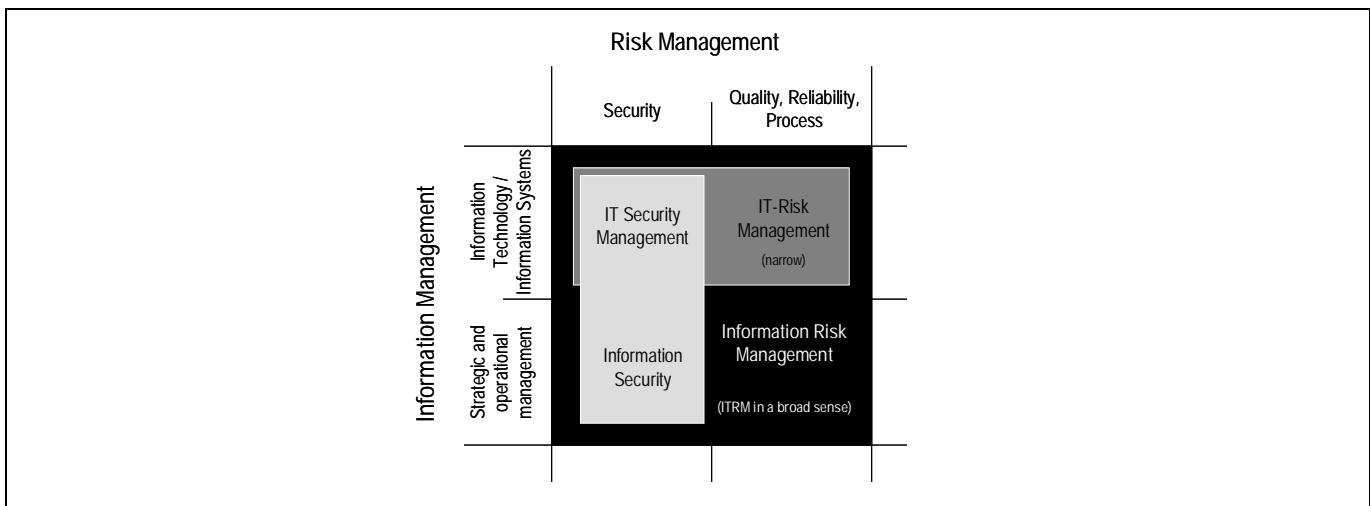 Risk Management
Security
Quality, Reliability,
Process
Information Management
Information
Technology /
Information Systems
IT Security
Management
IT-Risk
Management
(narrow)
Strategic and
operational
management
Information
Security
Information Risk
Management
(ITRM in a broad sense)